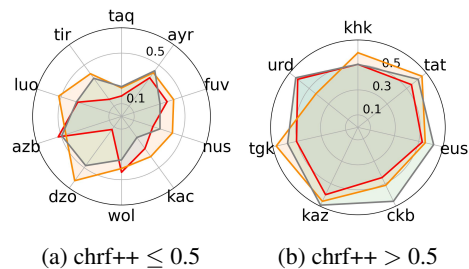 taq
tir
ayr
0.5
luo
fuv
0.1
azb
nus
dzo
kac
wol
(a) chrf++ ≤ 0.5
khk
urd
tat
0.5
0.3
0.1
tgk
eus
kaz
ckb
(b) chrf++ > 0.5